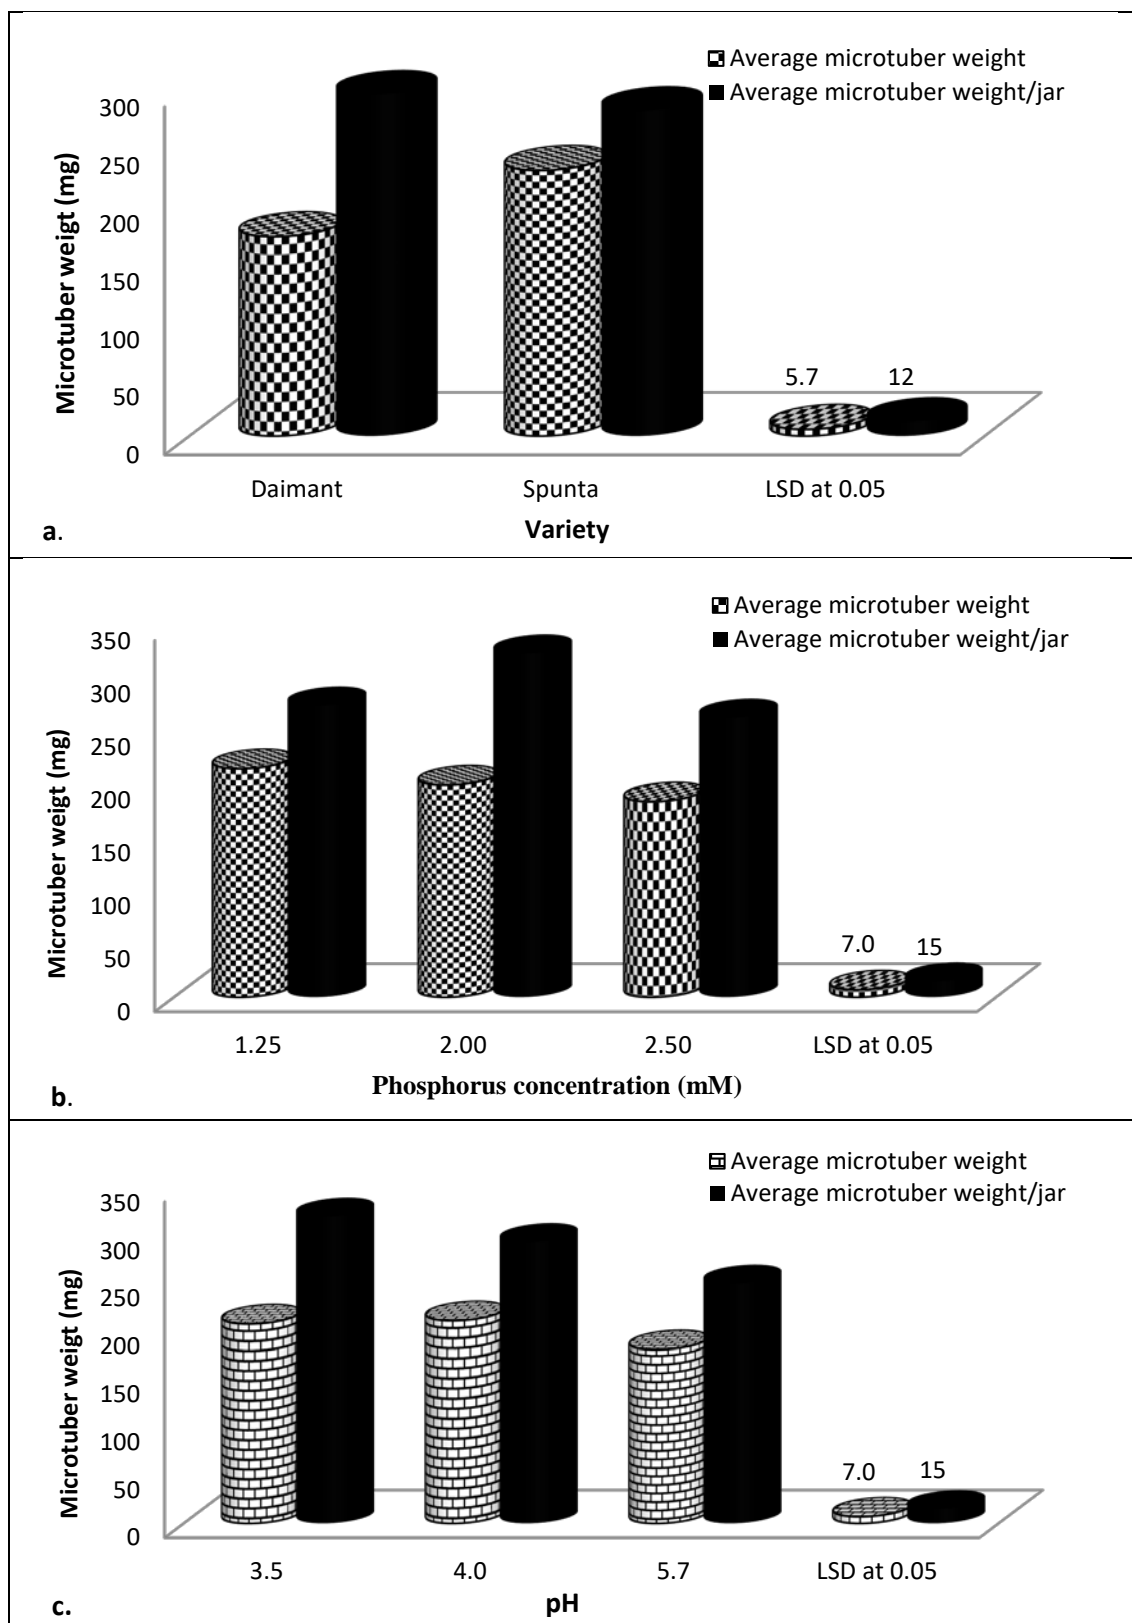 Average microtuber weight
Average microtuber weight/jar
Microtuber weigt (mg)
300
250
200
150
100
50
0
5.7 12
Daimant Spunta LSD at 0.05
a. Variety
Average microtuber weight
Average microtuber weight/jar
Microtuber weigt (mg)
350
300
250
200
150
100
50
0
7.0 15
1.25 2.00 2.50 LSD at 0.05
Phosphorus concentration (mM)
b.
Average microtuber weight
Average microtuber weight/jar
Microtuber weigt (mg)
350
300
250
200
150
100
50
0
7.0 15
3.5 4.0 5.7 LSD at 0.05
c. pH